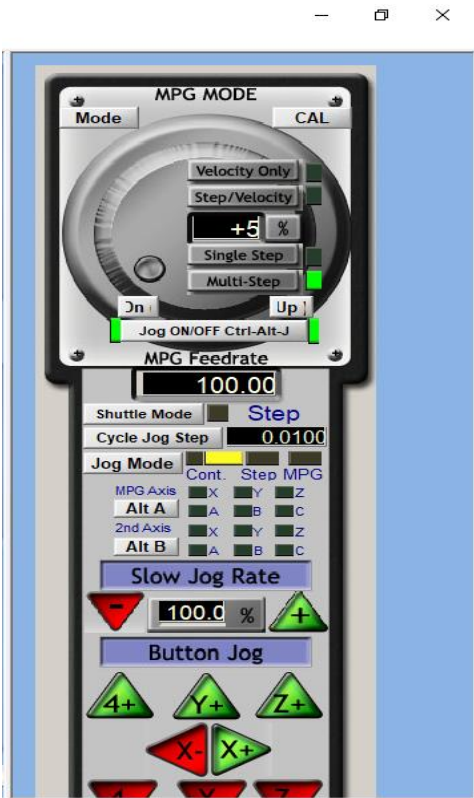 MPG MODE
Mode CAL
Velocity Only
Step/Velocity
+5 %
Single Step
Multi-Step
Dn Up
Jog ON/OFF Ctrl-Alt-J
MPG Feedrate
100.00
Shuttle Mode Step
Cycle Jog Step 0.0100
Jog Mode Cont. Step MPG
MPG Axis X Y Z
Alt A A B C
2nd Axis X Y Z
Alt B A B C
Slow Jog Rate
- 100.0 % +
Button Jog
4+ Y+ Z+
X- X+